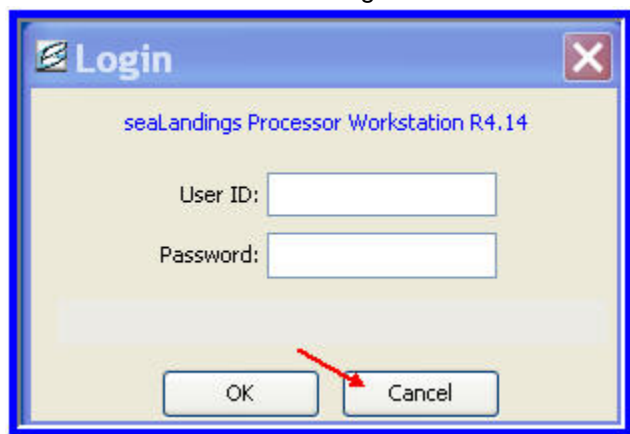 Login
seaLandings Processor Workstation R4.14
User ID:
Password:
OK Cancel